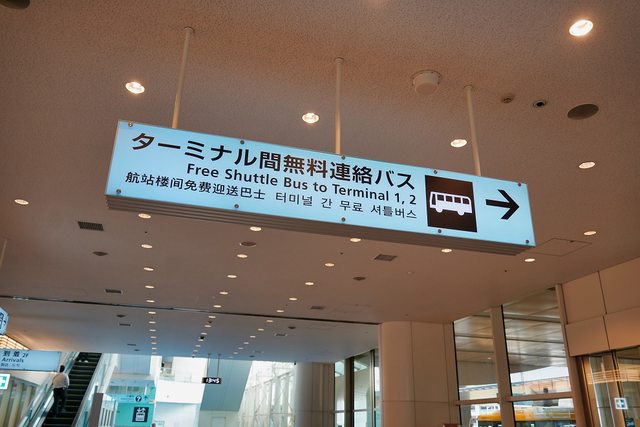 ターミナル間無料連絡バス
Free Shuttle Bus to Terminal 1, 2
航站楼间免费迎送巴士 터미널 간 무료 셔틀버스
到着 2F
Arrivals